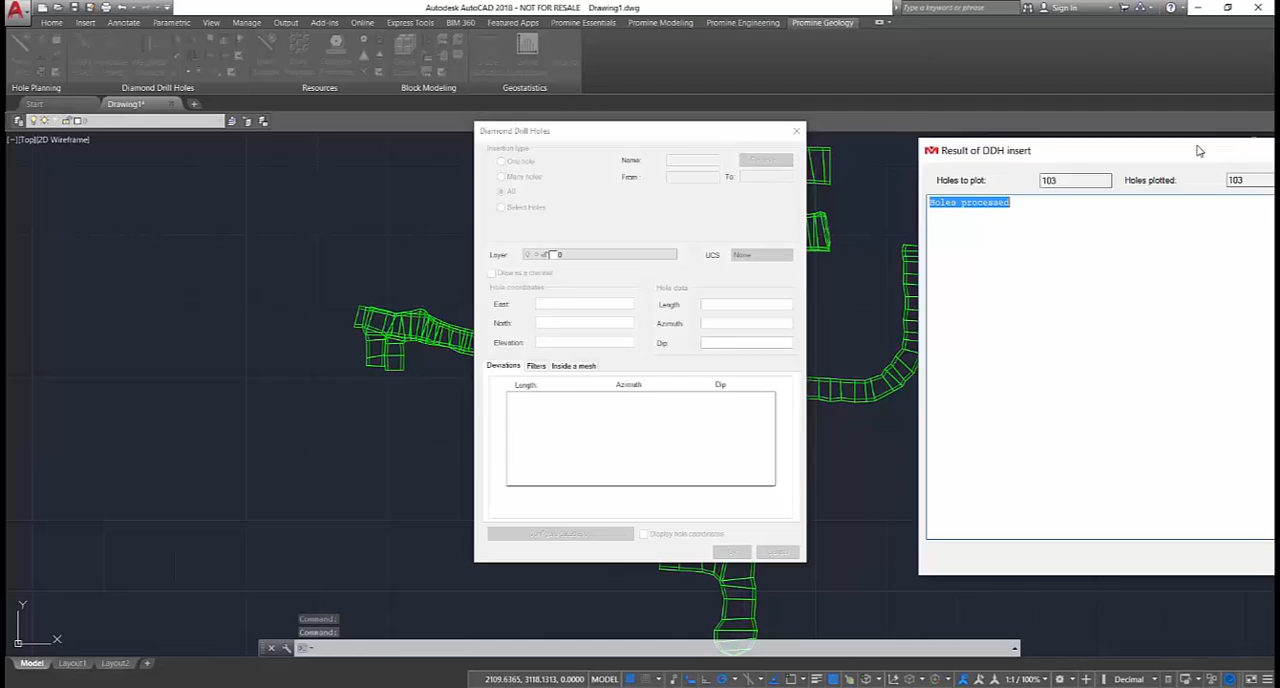 Autodesk AutoCAD 2018 - NOT FOR RESALE Drawing1.dwg
Type a keyword or phrase
Sign In
Home Insert Annotate Parametric View Manage Output Add-ins Online Express Tools BIM 360 Featured Apps Promine Essentials Promine Modeling Promine Engineering Promine Geology
Hole Planning Diamond Drill Holes Resources Block Modeling Geostatistics
Start Drawing1*
0
[−][Top][2D Wireframe]
Diamond Drill Holes
Insertion type
One hole
Many holes
All
Select Holes
Name:
From :
To:
Layer:
0
UCS
None
Hole coordinates
East:
North:
Elevation:
Hole data
Length
Azimuth
Dip:
Deviations Filters Inside a mesh
Length: Azimuth Dip
Display hole coordinates
Result of DDH insert
Holes to plot: 103 Holes plotted: 103
Holes processed
Y
X
Command:
Command:
Model Layout1 Layout2 +
2109.6365, 3118.1313, 0.0000 MODEL
1:1 / 100%
Decimal